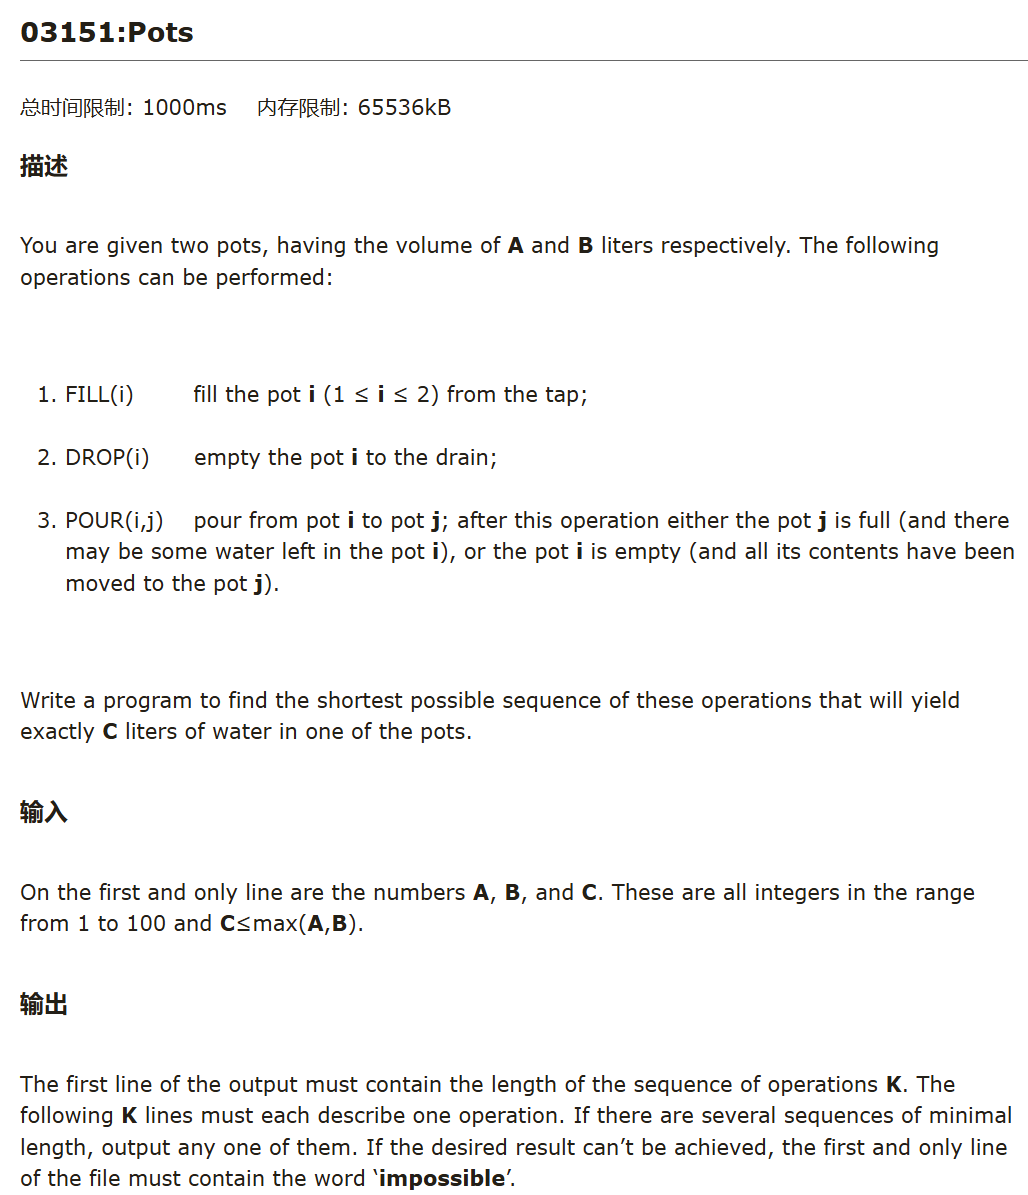 03151:Pots
总时间限制: 1000ms 内存限制: 65536kB
描述
You are given two pots, having the volume of A and B liters respectively. The following
operations can be performed:
1. FILL(i) fill the pot i (1 ≤ i ≤ 2) from the tap;
2. DROP(i) empty the pot i to the drain;
3. POUR(i,j) pour from pot i to pot j; after this operation either the pot j is full (and there
may be some water left in the pot i), or the pot i is empty (and all its contents have been
moved to the pot j).
Write a program to find the shortest possible sequence of these operations that will yield
exactly C liters of water in one of the pots.
输入
On the first and only line are the numbers A, B, and C. These are all integers in the range
from 1 to 100 and C≤max(A,B).
输出
The first line of the output must contain the length of the sequence of operations K. The
following K lines must each describe one operation. If there are several sequences of minimal
length, output any one of them. If the desired result can’t be achieved, the first and only line
of the file must contain the word ‘impossible’.